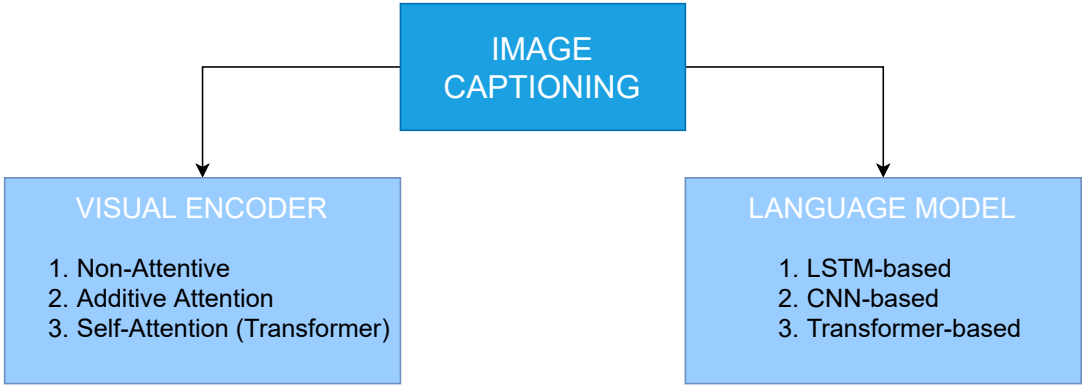 IMAGE
CAPTIONING
VISUAL ENCODER
1. Non-Attentive
2. Additive Attention
3. Self-Attention (Transformer)
LANGUAGE MODEL
1. LSTM-based
2. CNN-based
3. Transformer-based